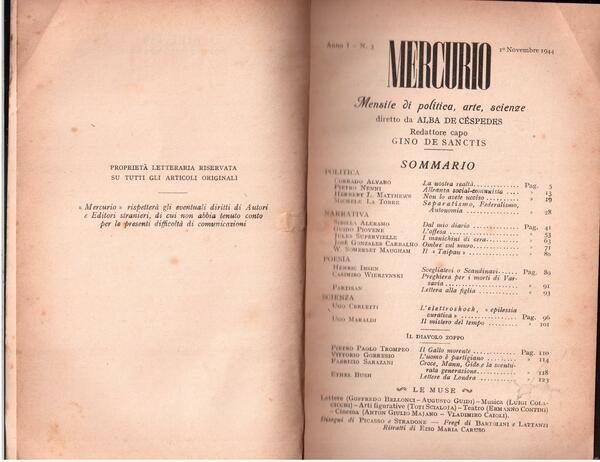 PROPRIETÀ LETTERARIA RISERVATA
SU TUTTI GLI ARTICOLI ORIGINALI
« Mercurio » rispetterà gli eventuali diritti di Autori
e Editori stranieri, di cui non abbia tenuto conto
per le presenti difficoltà di comunicazioni
Anno I - N. 3 1º Novembre 1944
MERCURIO
Mensile di politica, arte, scienze
diretto da ALBA DE CÉSPEDES
Redattore capo
GINO DE SANCTIS
SOMMARIO
POLITICA
CORRADO ALVARO La nostra realtà. Pag. 5
PIETRO NENNI Alleanza social-comunista 13
HERBERT L. MATTHEWS Non lo avete ucciso 19
MICHELE LA TORRE Separatismo, Federalismo,
Autonomia » 28
NARRATIVA
SIBILLA ALERAMO Dal mio diario Pag. 41
GUIDO PIOVENE L'offesa » 53
JULES SUPERVIELLE I manichini di cera » 63
JOSÉ GONZALES CARBALHO Ombre sul muro » 71
W. SOMERSET MAUGHAM Il « Taipan » » 80
POESIA
HENRIC IBSEN Svegliatevi o Scandinavi Pag. 89
CASIMIRO WIERZYNSKI Preghiera per i morti di Var-
savia » 91
PARTISAN Lettera alla figlia » 93
SCIENZA
UGO CERLETTI L'elettroshock, « epilessia
curativa » Pag. 96
UGO MARALDI Il mistero del tempo » 101
IL DIAVOLO ZOPPO
PIETRO PAOLO TROMPEO Il Gallo morente Pag. 110
VITTORIO GORRESIO L'uomo è partigiano » 114
FABRIZIO SARAZANI Croce, Mann, Gide e la sventu-
rata generazione » 118
ETHEL BUSH Lettere da Londra » 123
LE MUSE
Lettere (GOFFREDO BELLONCI - AUGUSTO GUIDI) - Musica (LUIGI COLA-
CICCHI) - Arti figurative (TOTI SCIALOJA) - Teatro (ERMANNO CONTINI)
- Cinema (ANTON GIULIO MAJANO - VLADIMIRO CAJOLI).
Disegni di PICASSO e STRADONE - Fregi di BARTOLINI e LATTANZI
Ritratti di EZIO MARIA CARUSO